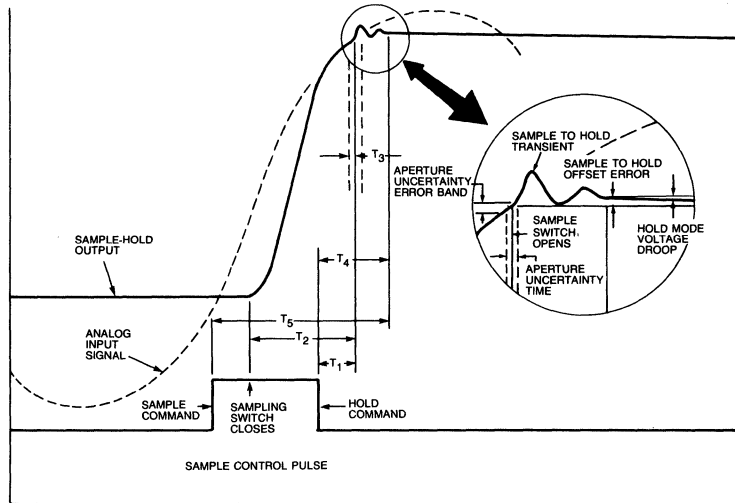 T3
SAMPLE TO HOLD
TRANSIENT
APERTURE
UNCERTAINTY
ERROR BAND
SAMPLE TO HOLD
OFFSET ERROR
SAMPLE
SWITCH
OPENS
HOLD MODE
VOLTAGE
DROOP
APERTURE
UNCERTAINTY
TIME
SAMPLE-HOLD
OUTPUT
T4
T5
T2
T1
ANALOG
INPUT
SIGNAL
SAMPLE
COMMAND
SAMPLING
SWITCH
CLOSES
HOLD
COMMAND
SAMPLE CONTROL PULSE